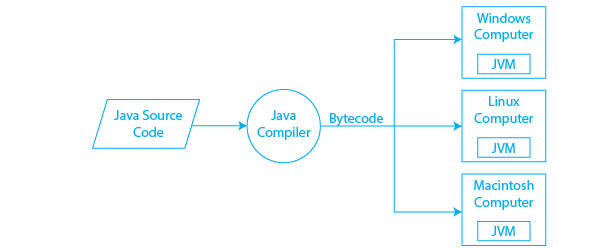 Java Source
Code
Java
Compiler
Bytecode
Windows
Computer
JVM
Linux
Computer
JVM
Macintosh
Computer
JVM